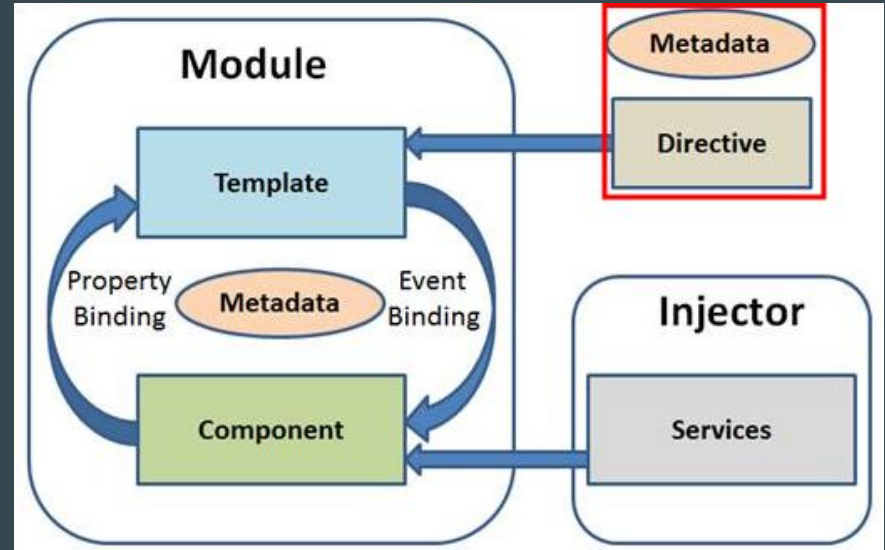 Module
Template
Property
Binding
Metadata
Event
Binding
Component
Metadata
Directive
Injector
Services